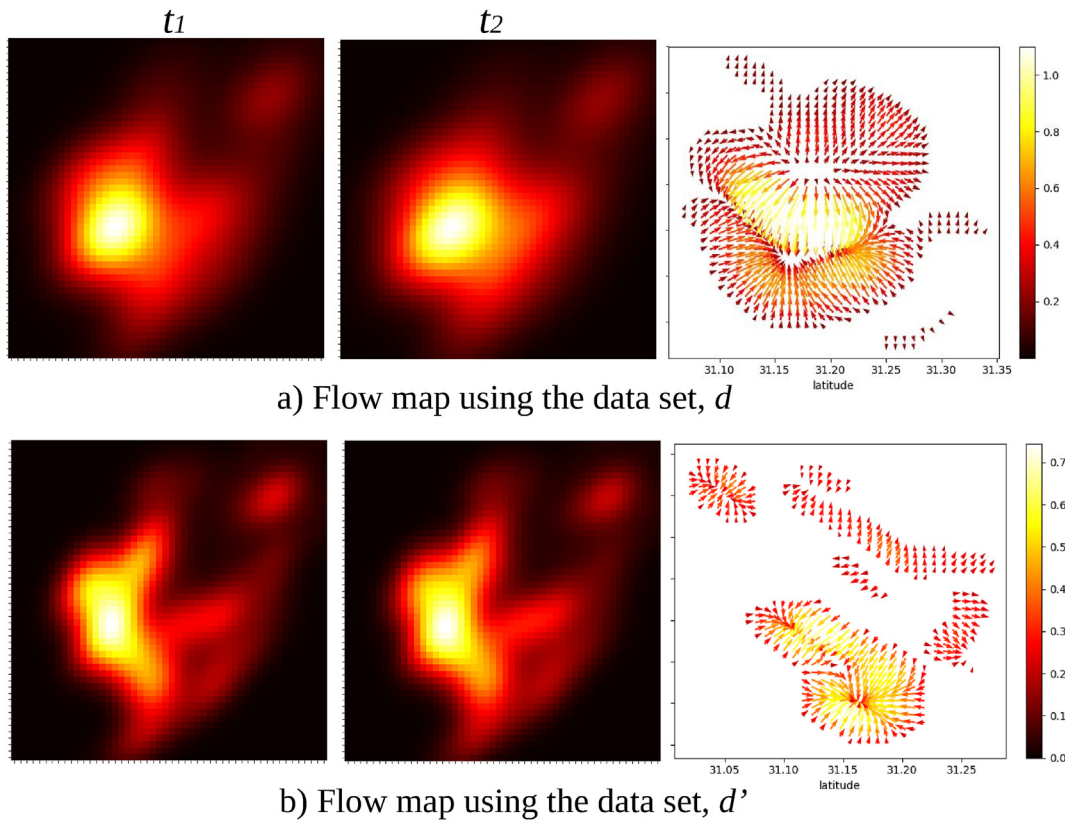 t1 t2
1.0
0.8
0.6
0.4
0.2
31.10 31.15 31.20 31.25 31.30 31.35
latitude
a) Flow map using the data set, d
0.7
0.6
0.5
0.4
0.3
0.2
0.1
0.0
31.05 31.10 31.15 31.20 31.25
latitude
b) Flow map using the data set, d’